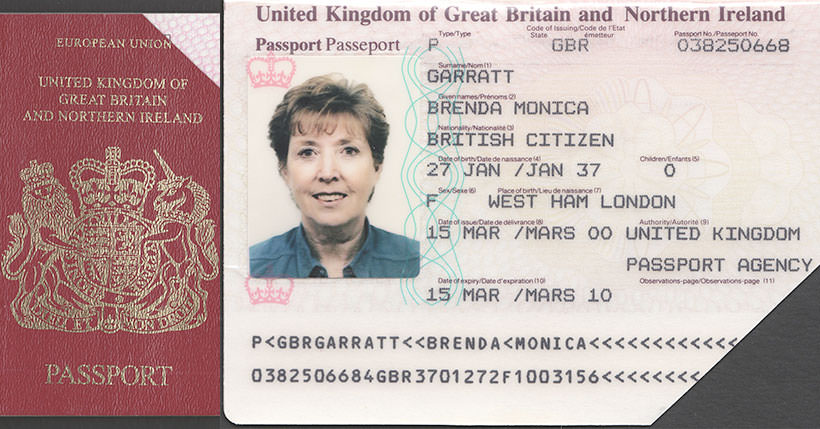 EUROPEAN UNION
UNITED KINGDOM OF
GREAT BRITAIN
AND NORTHERN IRELAND
PASSPORT
United Kingdom of Great Britain and Northern Ireland
Passport Passeport
Type/Type
P
Code of Issuing/Code de l'Etat
State émetteur
GBR
Passport No./Passeport No.
038250668
Surname/Nom (1)
GARRATT
Given names/Prénoms (2)
BRENDA MONICA
Nationality/Nationalité (3)
BRITISH CITIZEN
Date of birth/Date de naissance (4)
27 JAN /JAN 37
Children/Enfants (5)
0
Sex/Sexe (6)
F
Place of birth/Lieu de naissance (7)
WEST HAM LONDON
Date of issue/Date de délivrance (8)
15 MAR /MARS 00
Authority/Autorité (9)
UNITED KINGDOM
PASSPORT AGENCY
Date of expiry/Date d'expiration (10)
15 MAR /MARS 10
Observations-page/Observations-page (11)
P<GBRGARRATT<<BRENDA<MONICA<<<<<<<<<<<<
0382506684GBR3701272F1003156<<<<<<<<